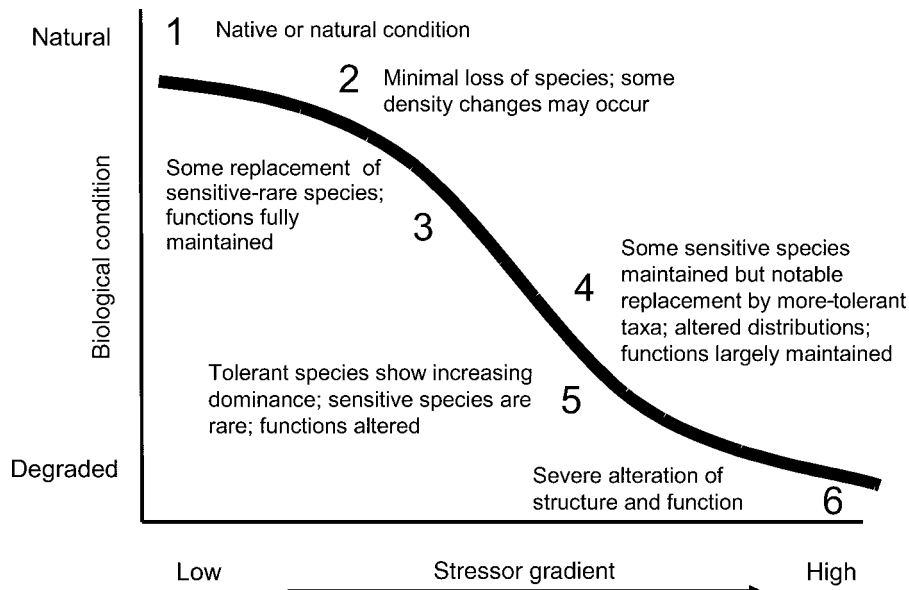 Natural
1 Native or natural condition
2 Minimal loss of species; some
density changes may occur
Some replacement of
sensitive-rare species;
functions fully
maintained
3
4
Some sensitive species
maintained but notable
replacement by more-tolerant
taxa; altered distributions;
functions largely maintained
Biological condition
Tolerant species show increasing
dominance; sensitive species are
rare; functions altered
5
Degraded
Severe alteration of
structure and function
6
Low
Stressor gradient
High